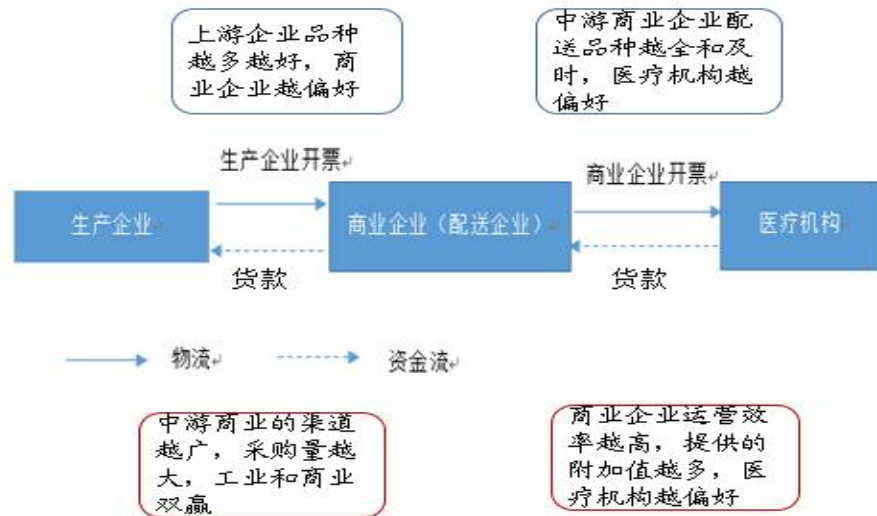 上游企业品种
越多越好，商
业企业越偏好
中游商业企业配
送品种越全和及
时，医疗机构越
偏好
生产企业开票
商业企业开票
生产企业
商业企业（配送企业）
医疗机构
货款
货款
物流
资金流
中游商业的渠道
越广，采购量越
大，工业和商业
双赢
商业企业运营效
率越高，提供的
附加值越多，医
疗机构越偏好